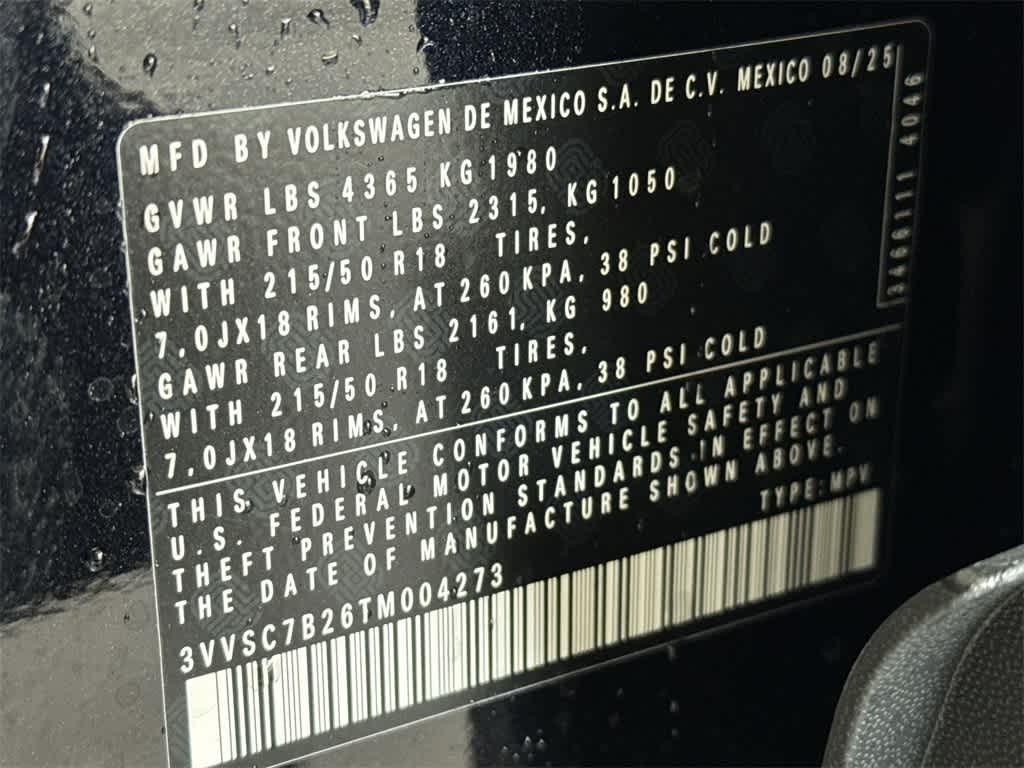 MFD BY VOLKSWAGEN DE MEXICO S.A. DE C.V. MEXICO 08/25
GVWR LBS 4365 KG 1980
GAWR FRONT LBS 2315, KG 1050
WITH 215/50 R18 TIRES,
7.0JX18 RIMS, AT 260 KPA, 38 PSI COLD
GAWR REAR LBS 2161, KG 980
WITH 215/50 R18 TIRES,
7.0JX18 RIMS, AT 260 KPA, 38 PSI COLD
THIS VEHICLE CONFORMS TO ALL APPLICABLE
U.S. FEDERAL MOTOR VEHICLE SAFETY AND
THEFT PREVENTION STANDARDS IN EFFECT ON
THE DATE OF MANUFACTURE SHOWN ABOVE.
TYPE: MPV
3VVSC7B26TM004273
3466111 4046